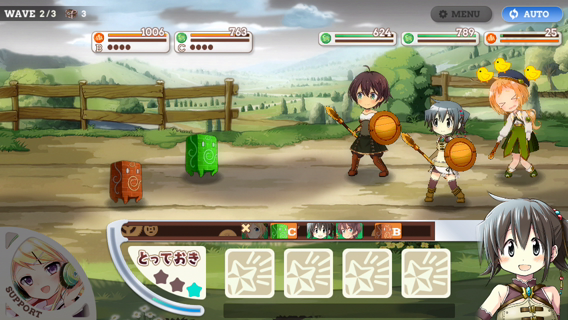 WAVE 2/3
3
MENU
AUTO
1006
B
763
C
624
789
25
C
B
とっておき
SUPPORT